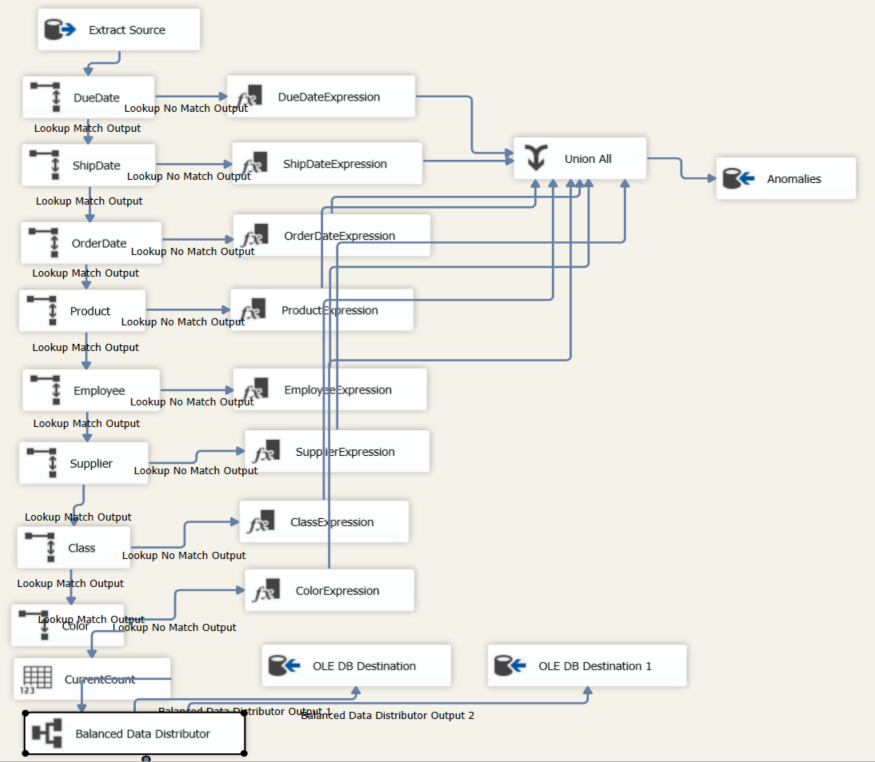 Extract Source
DueDate
Lookup No Match Output
DueDateExpression
Lookup Match Output
ShipDate
Lookup No Match Output
ShipDateExpression
Union All
Anomalies
Lookup Match Output
OrderDate
Lookup No Match Output
OrderDateExpression
Lookup Match Output
Product
Lookup No Match Output
ProductExpression
Lookup Match Output
Employee
Lookup No Match Output
EmployeeExpression
Lookup Match Output
Supplier
Lookup No Match Output
SupplierExpression
Lookup Match Output
Class
Lookup No Match Output
ClassExpression
Lookup Match Output
Color
Lookup No Match Output
ColorExpression
Lookup Match Output
123
CurrentCount
OLE DB Destination
OLE DB Destination 1
Balanced Data Distributor Output 1
Balanced Data Distributor Output 2
Balanced Data Distributor